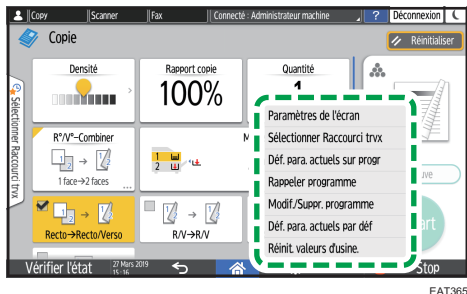 Copy
Scanner
Fax
Connecté : Administrateur machine
?
Déconnexion
Copie
Réinitialiser
Sélectionner Raccourci trvx
Densité
Rapport copie
100%
Quantité
1
R°/V°-Combiner
1 face→2 faces
...
1
2
M
Recto→Recto/Verso
R/V→R/V
Paramètres de l'écran
Sélectionner Raccourci trvx
Déf. para. actuels sur progr
Rappeler programme
Modif./Suppr. programme
Déf. para. actuels par déf
Réinit. valeurs d'usine.
Vérifier l'état
27 Mars 2019
15:16
Stop
EAT365